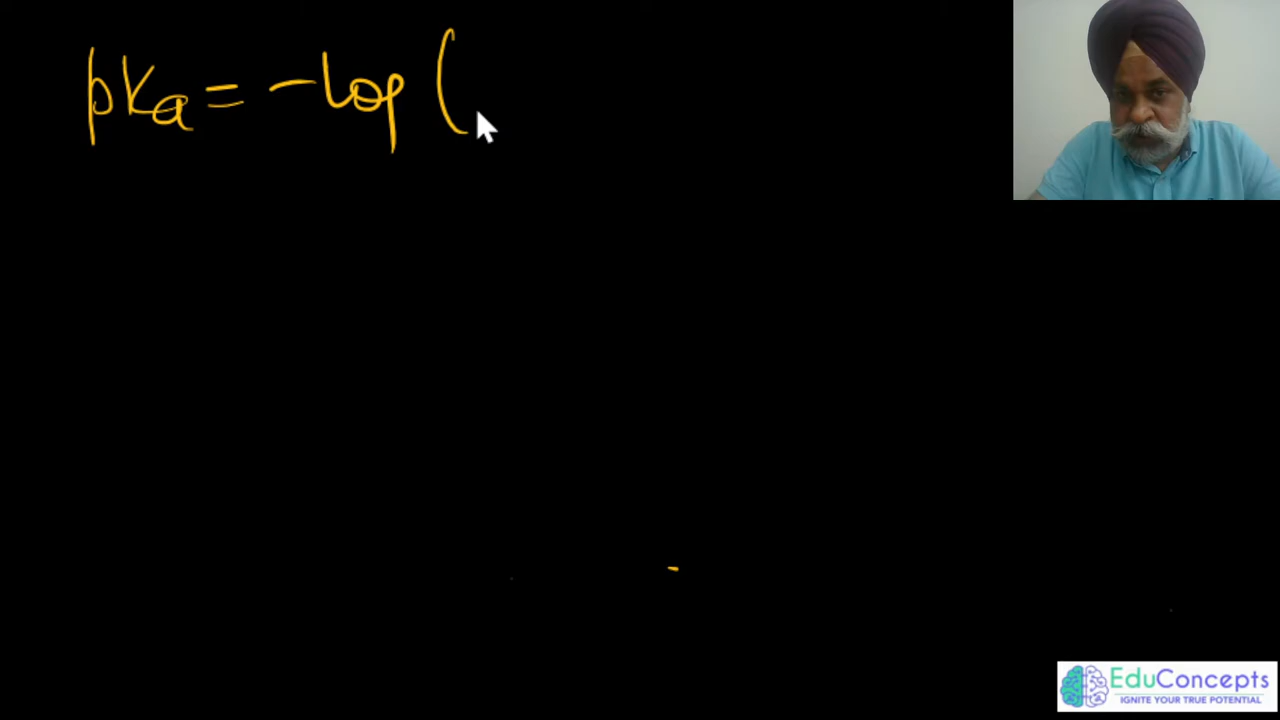 pKa = -log (
EduConcepts
IGNITE YOUR TRUE POTENTIAL